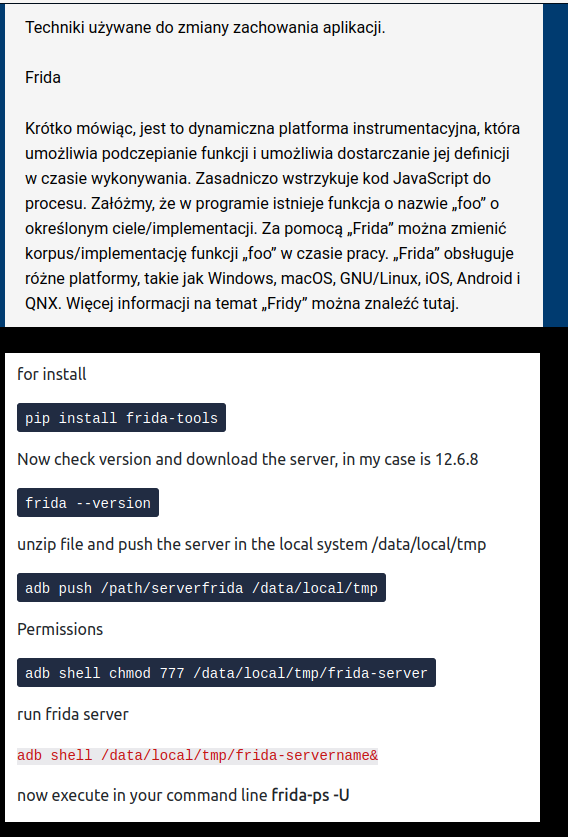 Techniki używane do zmiany zachowania aplikacji.
Frida
Krótko mówiąc, jest to dynamiczna platforma instrumentacyjna, która
umożliwia podczepianie funkcji i umożliwia dostarczanie jej definicji
w czasie wykonywania. Zasadniczo wstrzykuje kod JavaScript do
procesu. Załóżmy, że w programie istnieje funkcja o nazwie „foo” o
określonym ciele/implementacji. Za pomocą „Frida” można zmienić
korpus/implementację funkcji „foo” w czasie pracy. „Frida” obsługuje
różne platformy, takie jak Windows, macOS, GNU/Linux, iOS, Android i
QNX. Więcej informacji na temat „Fridy” można znaleźć tutaj.
for install
pip install frida-tools
Now check version and download the server, in my case is 12.6.8
frida --version
unzip file and push the server in the local system /data/local/tmp
adb push /path/serverfrida /data/local/tmp
Permissions
adb shell chmod 777 /data/local/tmp/frida-server
run frida server
adb shell /data/local/tmp/frida-servername&
now execute in your command line frida-ps -U